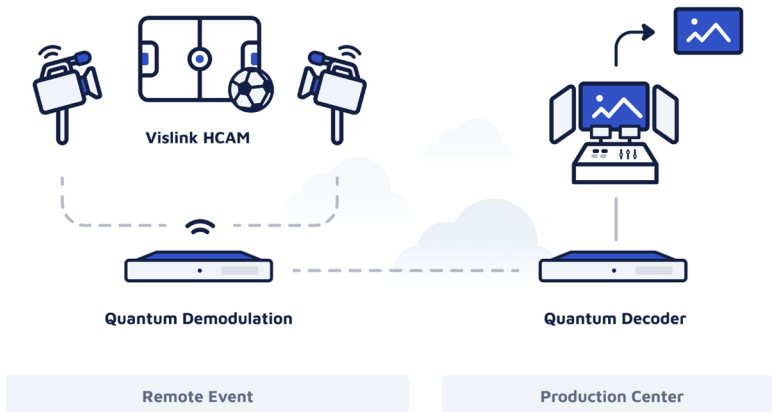 Vislink HCAM
Quantum Demodulation
Quantum Decoder
Remote Event
Production Center